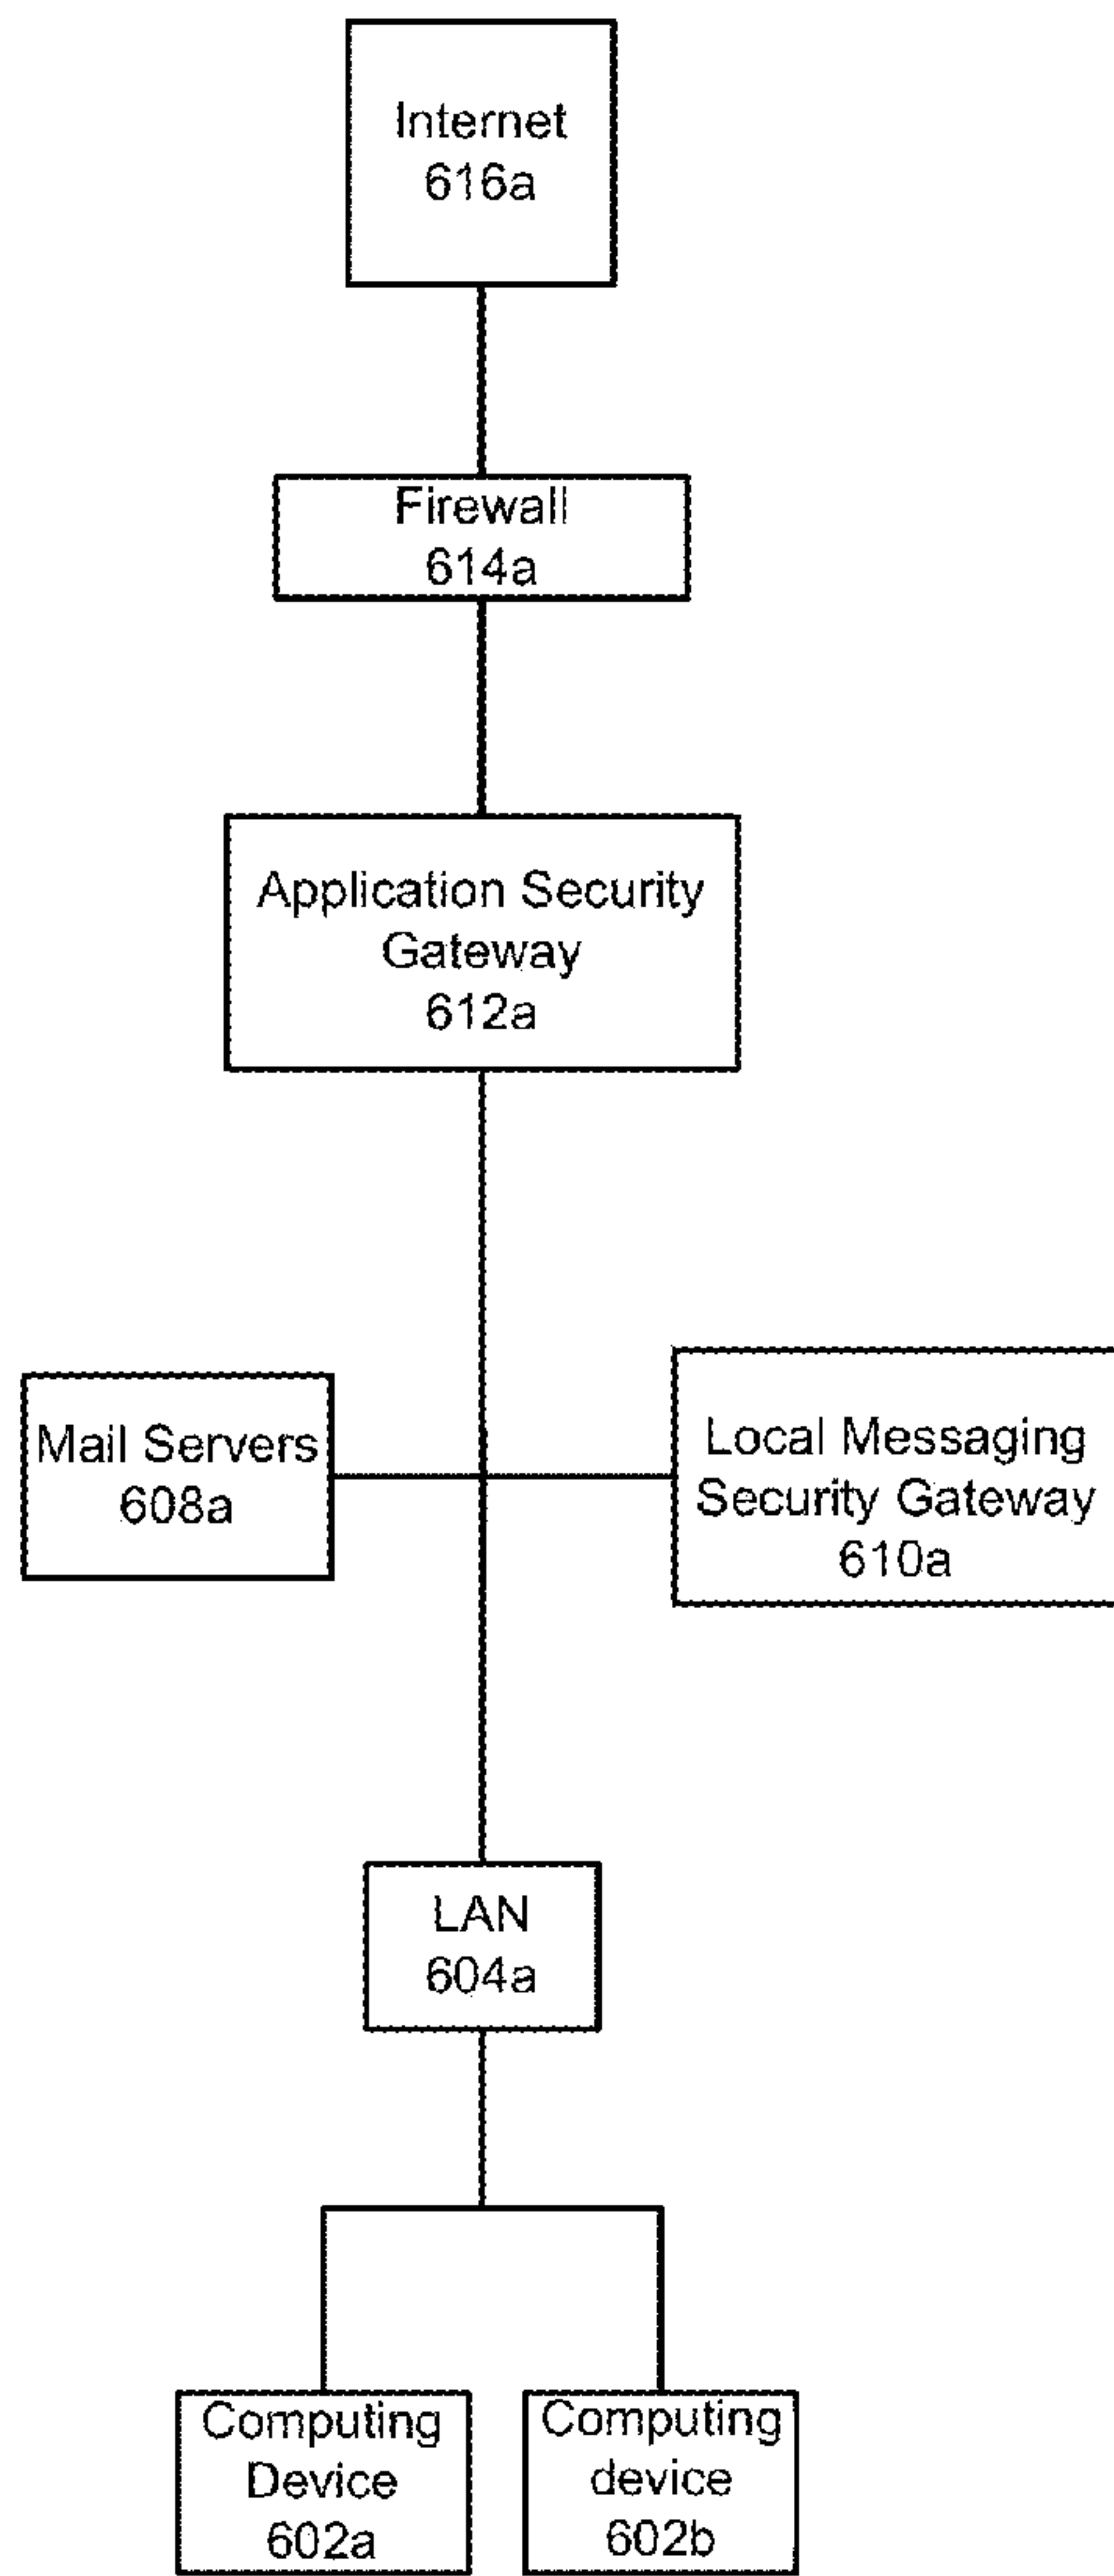 Internet
616a
Firewall
614a
Application Security
Gateway
612a
Mail Servers
608a
Local Messaging
Security Gateway
610a
LAN
604a
Computing
Device
602a
Computing
device
602b